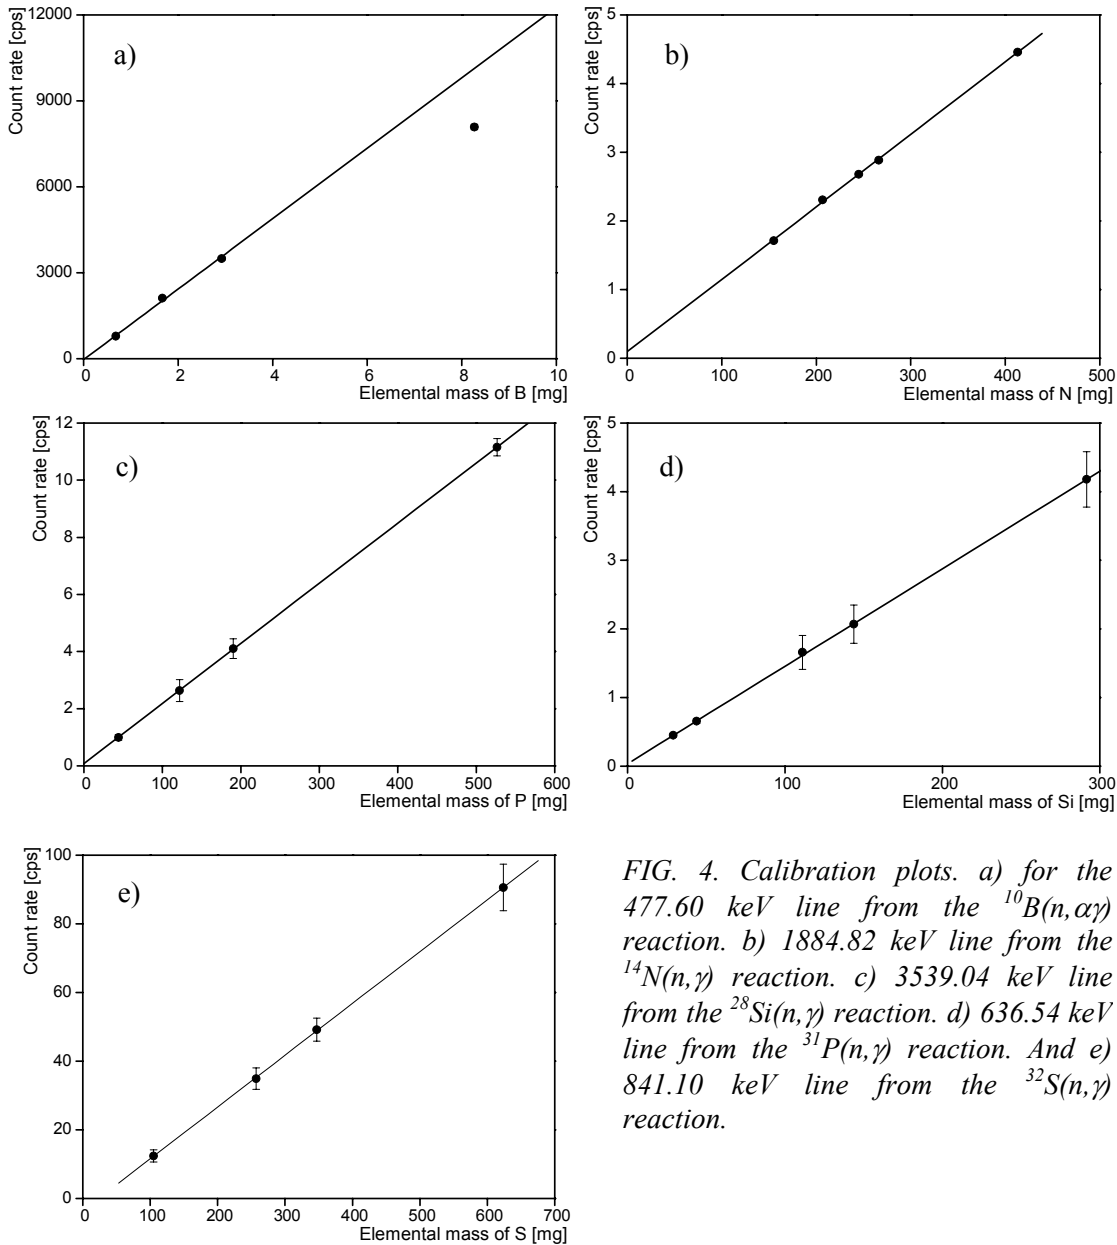 a)
Count rate [cps]
12000
9000
6000
3000
0
0 2 4 6 8 10
Elemental mass of B [mg]
b)
Count rate [cps]
5
4
3
2
1
0
0 100 200 300 400 500
Elemental mass of N [mg]
c)
Count rate [cps]
12
10
8
6
4
2
0
0 100 200 300 400 500 600
Elemental mass of P [mg]
d)
Count rate [cps]
5
4
3
2
1
0
0 100 200 300
Elemental mass of Si [mg]
e)
Count rate [cps]
100
80
60
40
20
0
0 100 200 300 400 500 600 700
Elemental mass of S [mg]
FIG. 4. Calibration plots. a) for the
477.60 keV line from the ¹⁰B(n,αγ)
reaction. b) 1884.82 keV line from the
¹⁴N(n,γ) reaction. c) 3539.04 keV line
from the ²⁸Si(n,γ) reaction. d) 636.54 keV
line from the ³¹P(n,γ) reaction. And e)
841.10 keV line from the ³²S(n,γ)
reaction.